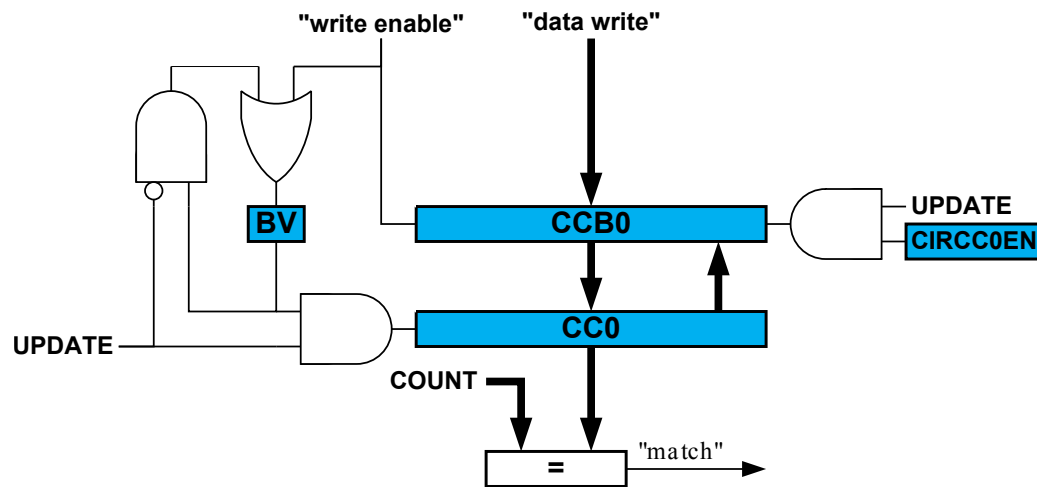 "write enable"
"data write"
BV
CCB0
UPDATE
CIRCC0EN
CC0
UPDATE
COUNT
=
"match"